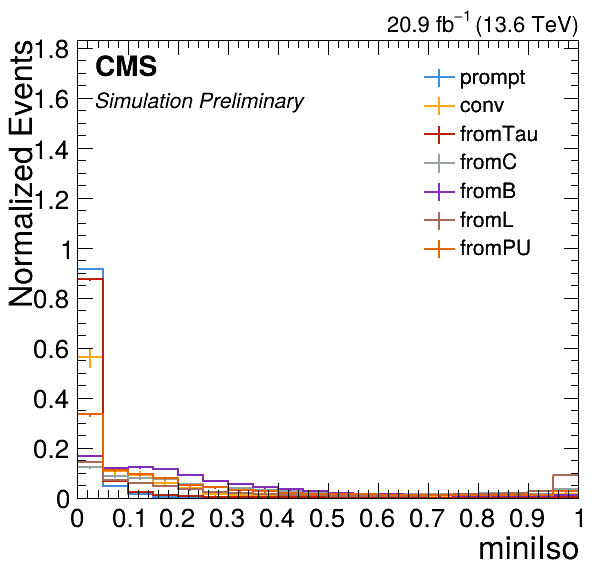 20.9 fb⁻¹ (13.6 TeV)
CMS
Simulation Preliminary
Normalized Events
1.8
1.6
1.4
1.2
1
0.8
0.6
0.4
0.2
0
prompt
conv
fromTau
fromC
fromB
fromL
fromPU
0 0.1 0.2 0.3 0.4 0.5 0.6 0.7 0.8 0.9 1
miniIso